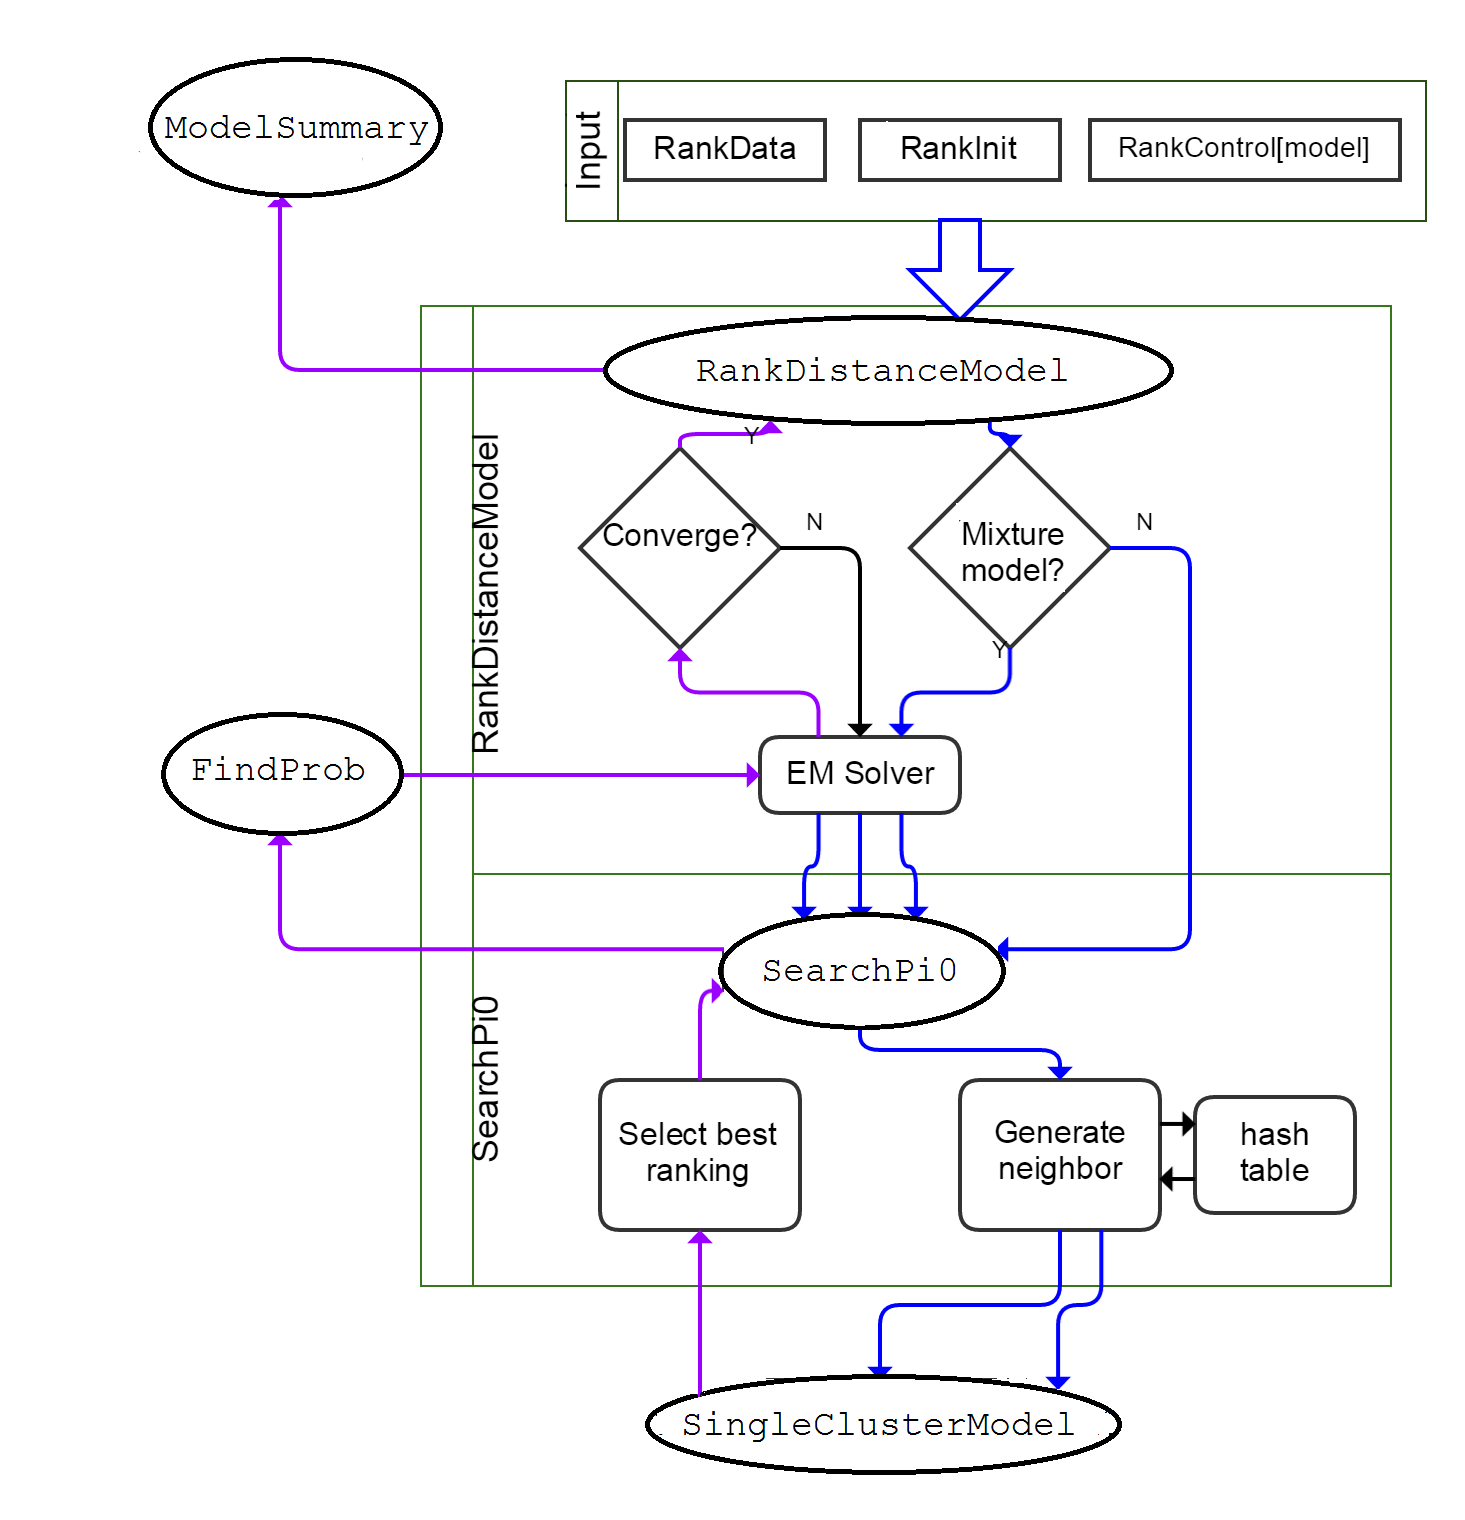 ModelSummary
Input
RankData
RankInit
RankControl[model]
RankDistanceModel
RankDistanceModel
Y
Converge?
N
Mixture
model?
N
Y
FindProb
EM Solver
SearchPi0
SearchPi0
Select best
ranking
Generate
neighbor
hash
table
SingleClusterModel